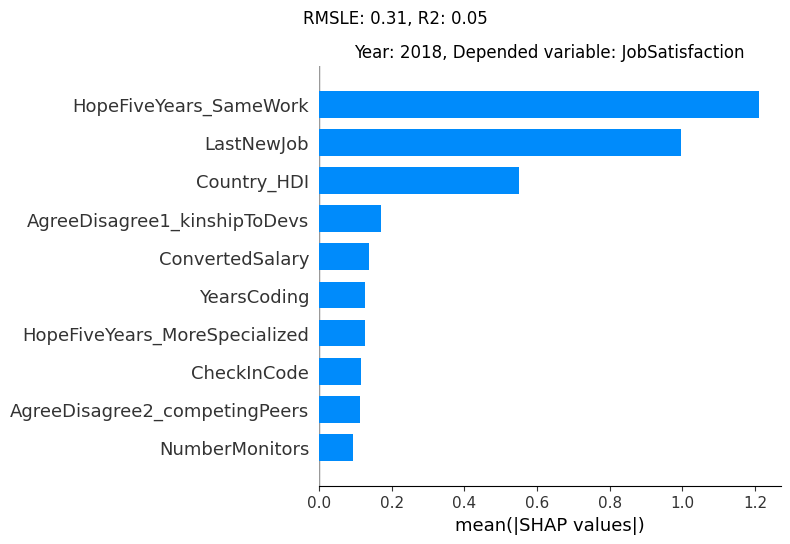 RMSLE: 0.31, R2: 0.05
Year: 2018, Depended variable: JobSatisfaction
HopeFiveYears_SameWork
LastNewJob
Country_HDI
AgreeDisagree1_kinshipToDevs
ConvertedSalary
YearsCoding
HopeFiveYears_MoreSpecialized
CheckInCode
AgreeDisagree2_competingPeers
NumberMonitors
0.0 0.2 0.4 0.6 0.8 1.0 1.2
mean(|SHAP values|)